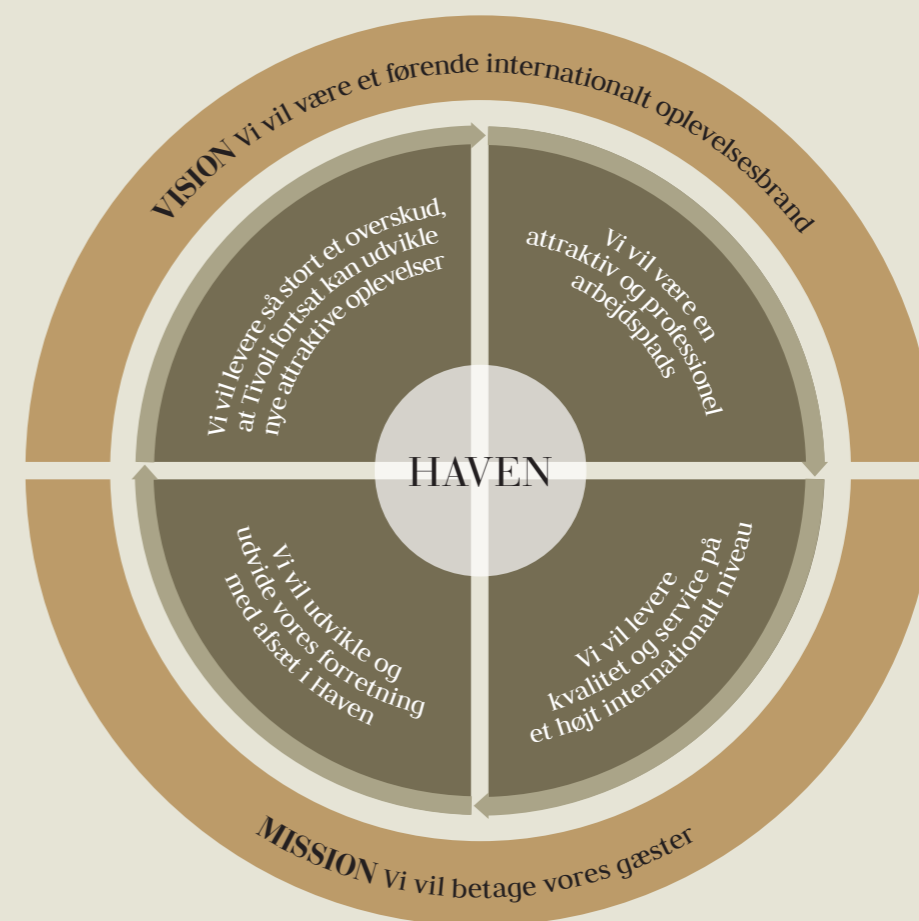 VISION Vi vil være et førende internationalt oplevelsesbrand
Vi vil levere så stort et overskud,
at Tivoli fortsat kan udvikle
nye attraktive oplevelser
Vi vil være en
attraktiv og professionel
arbejdsplads
HAVEN
Vi vil udvikle og
udvide vores forretning
med afsæt i Haven
Vi vil levere
kvalitet og service på
et højt internationalt niveau
MISSION Vi vil betage vores gæster